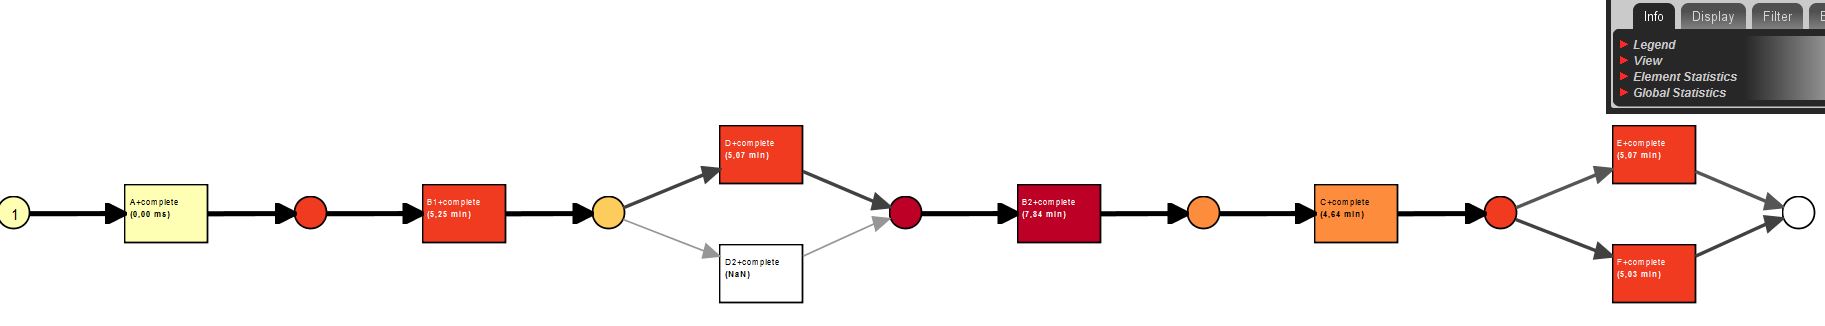 Info Display Filter
Legend
View
Element Statistics
Global Statistics
1
A+complete
(0,00 ms)
B1+complete
(5,25 min)
D+complete
(5,07 min)
D2+complete
(NaN)
B2+complete
(7,84 min)
C+complete
(4,64 min)
E+complete
(5,07 min)
F+complete
(5,03 min)